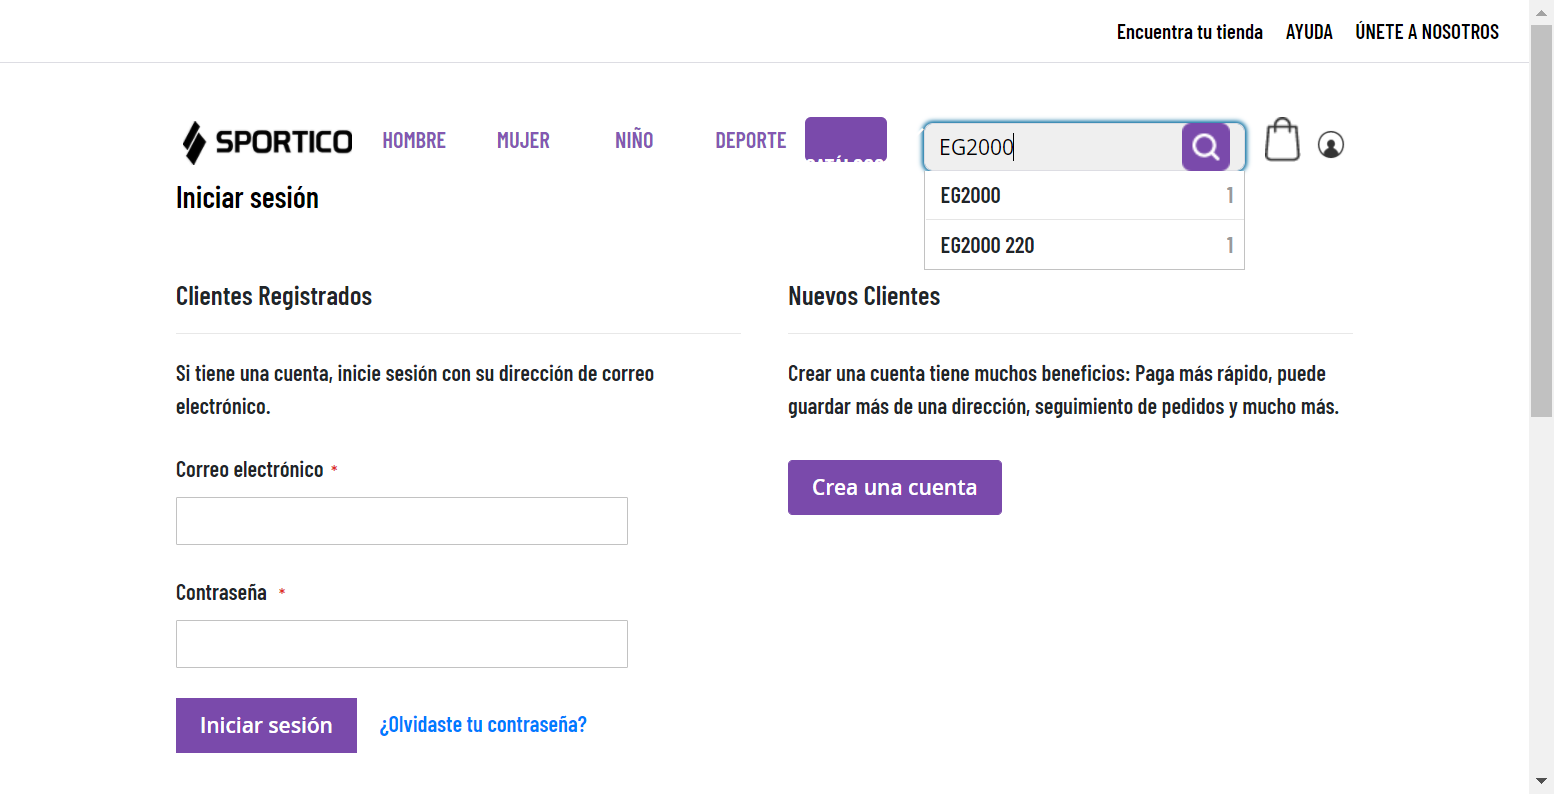 Encuentra tu tienda AYUDA ÚNETE A NOSOTROS
SPORTICO HOMBRE MUJER NIÑO DEPORTE
EG2000
EG2000 1
EG2000 220 1
Iniciar sesión
Clientes Registrados
Si tiene una cuenta, inicie sesión con su dirección de correo
electrónico.
Correo electrónico *
Contraseña *
Iniciar sesión ¿Olvidaste tu contraseña?
Nuevos Clientes
Crear una cuenta tiene muchos beneficios: Paga más rápido, puede
guardar más de una dirección, seguimiento de pedidos y mucho más.
Crea una cuenta